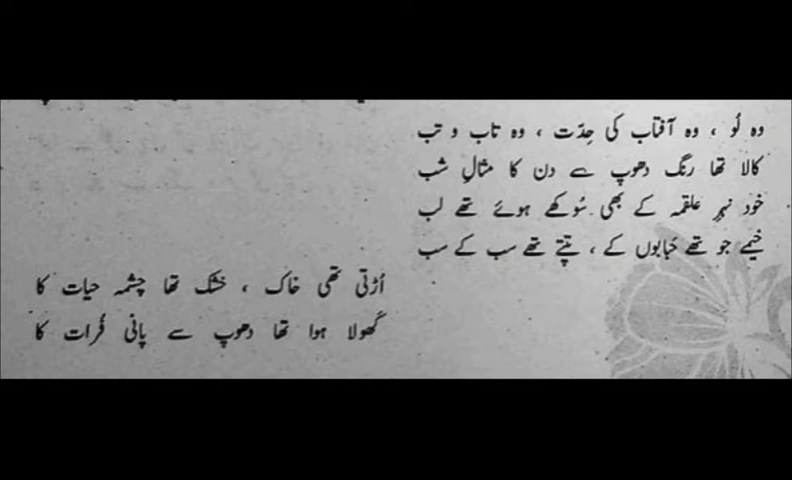 وہ لُو ، وہ آفتاب کی حِدّت ، وہ تاب و تب
کالا تھا رنگ دھوپ سے دن کا مثالِ شب
خود نہرِ علقمہ کے بھی سُوکھے ہوئے تھے لب
خیمے جو تھے حُبابوں کے ، تپتے تھے سب کے سب
اُڑتی تھی خاک ، خشک تھا چشمہ حیات کا
کَھولا ہوا تھا دھوپ سے پانی فُرات کا